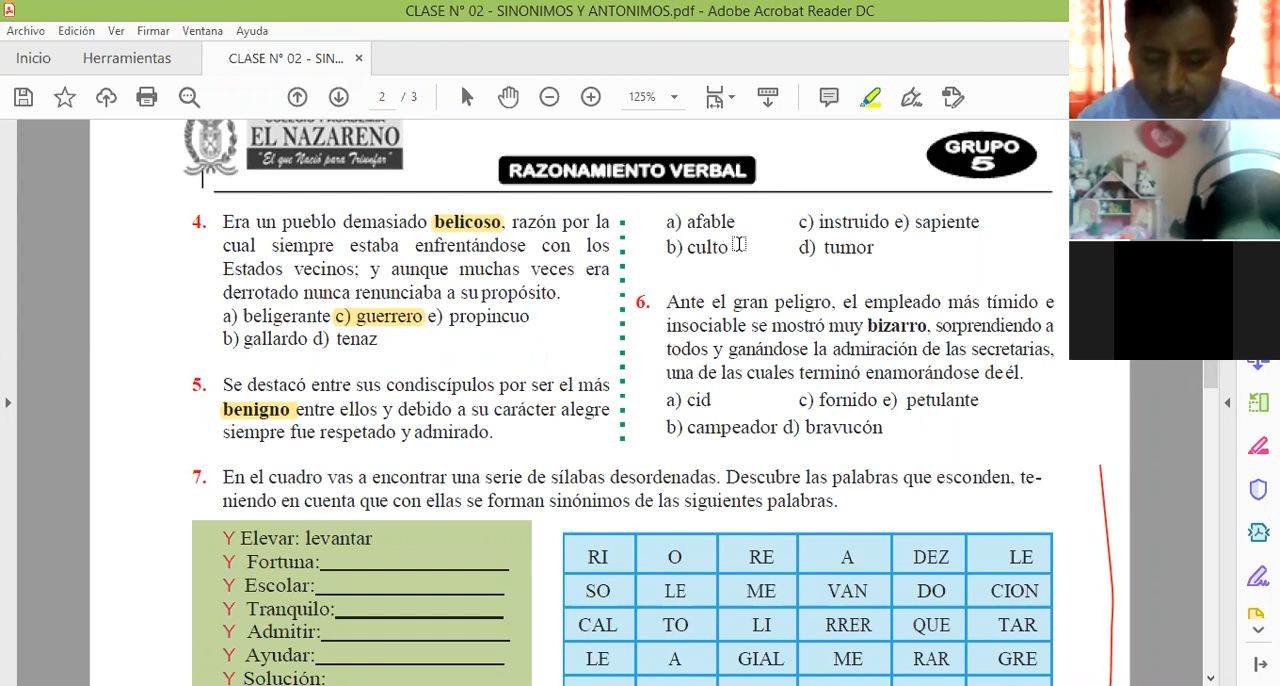 CLASE N° 02 - SINONIMOS Y ANTONIMOS.pdf - Adobe Acrobat Reader DC
Archivo Edición Ver Firmar Ventana Ayuda
Inicio Herramientas CLASE N° 02 - SIN... ×
2 / 3 125%
EL NAZARENO
"El que Nació para Triunfar"
RAZONAMIENTO VERBAL
GRUPO
5
4. Era un pueblo demasiado belicoso, razón por la
cual siempre estaba enfrentándose con los
Estados vecinos; y aunque muchas veces era
derrotado nunca renunciaba a su propósito.
a) beligerante c) guerrero e) propincuo
b) gallardo d) tenaz
5. Se destacó entre sus condiscípulos por ser el más
benigno entre ellos y debido a su carácter alegre
siempre fue respetado y admirado.
a) afable c) instruido e) sapiente
b) culto d) tumor
6. Ante el gran peligro, el empleado más tímido e
insociable se mostró muy bizarro, sorprendiendo a
todos y ganándose la admiración de las secretarias,
una de las cuales terminó enamorándose de él.
a) cid c) fornido e) petulante
b) campeador d) bravucón
7. En el cuadro vas a encontrar una serie de sílabas desordenadas. Descubre las palabras que esconden, te-
niendo en cuenta que con ellas se forman sinónimos de las siguientes palabras.
Y Elevar: levantar
Y Fortuna:
Y Escolar:
Y Tranquilo:
Y Admitir:
Y Ayudar:
Y Solución:
RI O RE A DEZ LE
SO LE ME VAN DO CION
CAL TO LI RRER QUE TAR
LE A GIAL ME RAR GRE